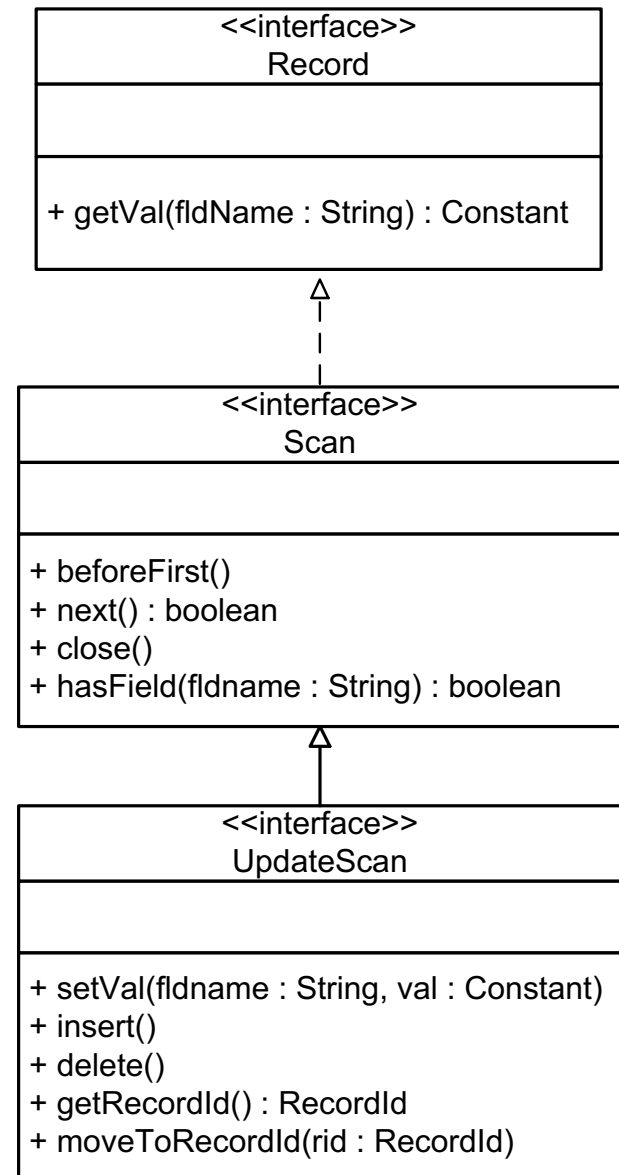 <<interface>>
Record
+ getVal(fldName : String) : Constant
<<interface>>
Scan
+ beforeFirst()
+ next() : boolean
+ close()
+ hasField(fldname : String) : boolean
<<interface>>
UpdateScan
+ setVal(fldname : String, val : Constant)
+ insert()
+ delete()
+ getRecordId() : RecordId
+ moveToRecordId(rid : RecordId)